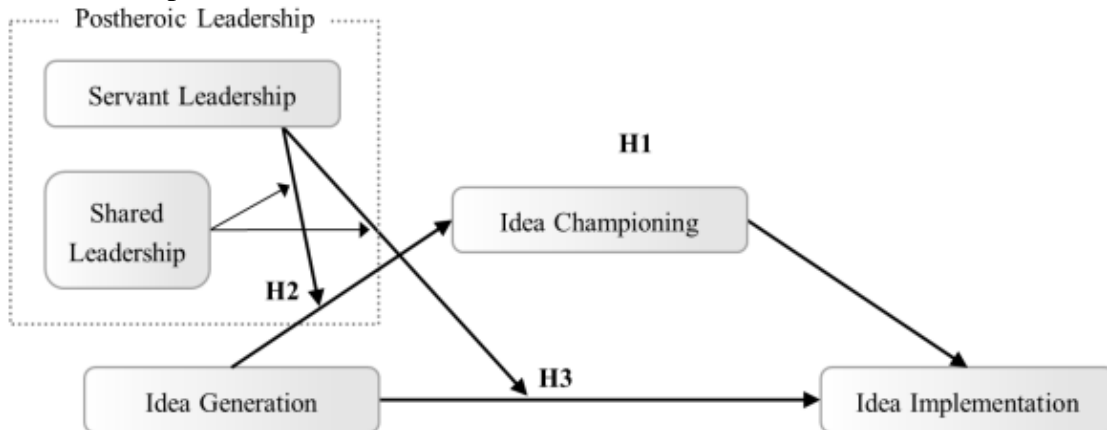 Postheroic Leadership
Servant Leadership
H1
Shared
Leadership
Idea Championing
H2
H3
Idea Generation
Idea Implementation